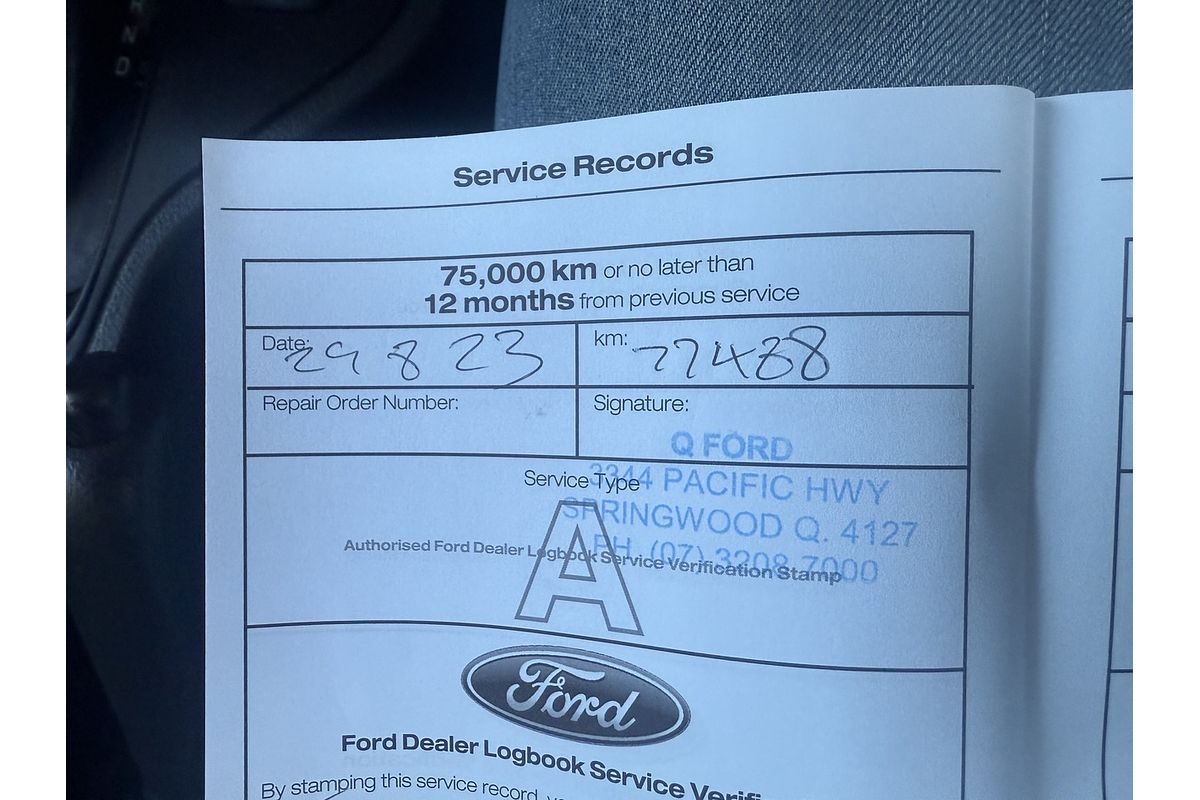 N
D
Service Records
75,000 km or no later than
12 months from previous service
Date: 29 8 23
km: 77488
Repair Order Number:
Signature:
Q FORD
3344 PACIFIC HWY
SPRINGWOOD Q. 4127
PH. (07) 3208 7000
Service Type
A
Authorised Ford Dealer Logbook Service Verification Stamp
Ford
Ford Dealer Logbook Service Verifi
By stamping this service record,